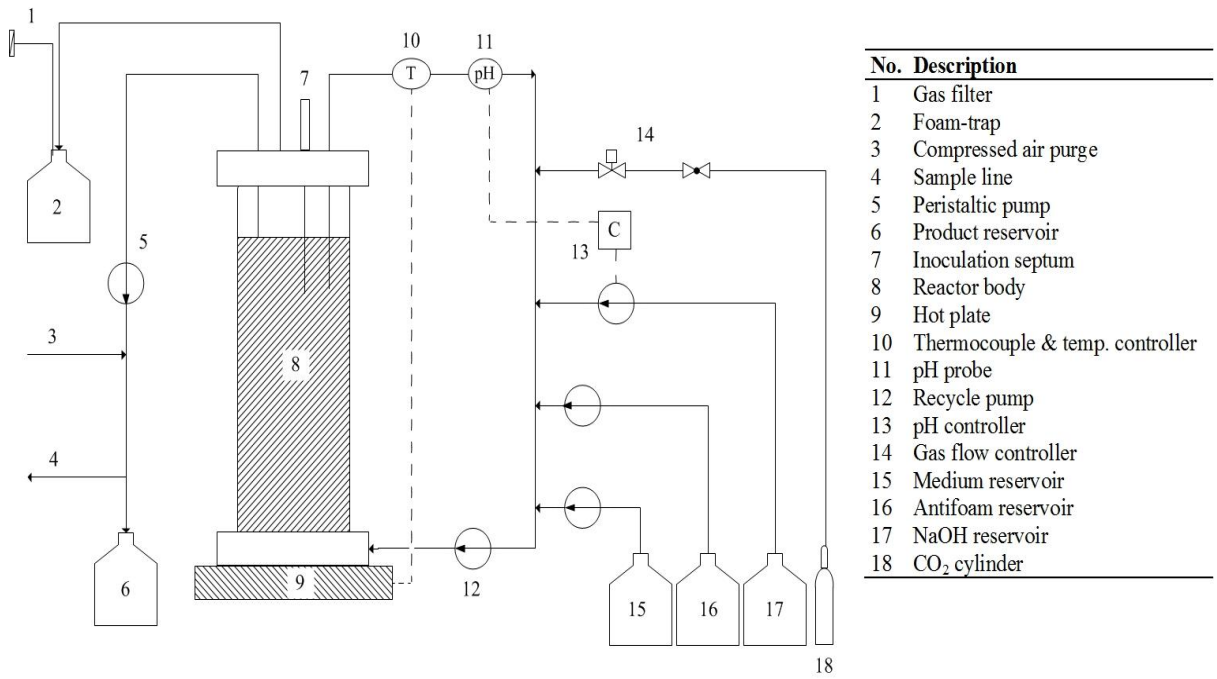 1
10
11
T
pH
7
14
2
5
C
13
3
8
4
6
9
12
15
16
17
18
No. Description
1 Gas filter
2 Foam-trap
3 Compressed air purge
4 Sample line
5 Peristaltic pump
6 Product reservoir
7 Inoculation septum
8 Reactor body
9 Hot plate
10 Thermocouple & temp. controller
11 pH probe
12 Recycle pump
13 pH controller
14 Gas flow controller
15 Medium reservoir
16 Antifoam reservoir
17 NaOH reservoir
18 CO₂ cylinder